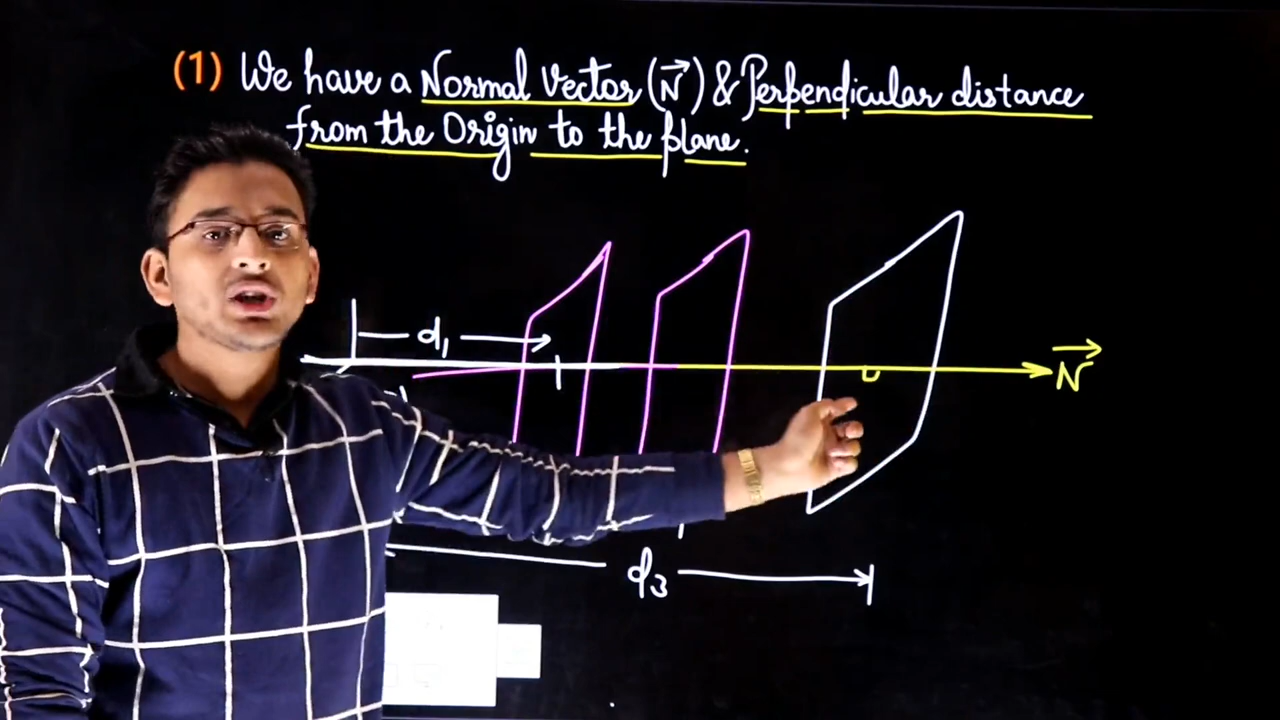 (1) We have a Normal Vector (N) & Perpendicular distance
from the Origin to the plane.
d₁
N
d₃